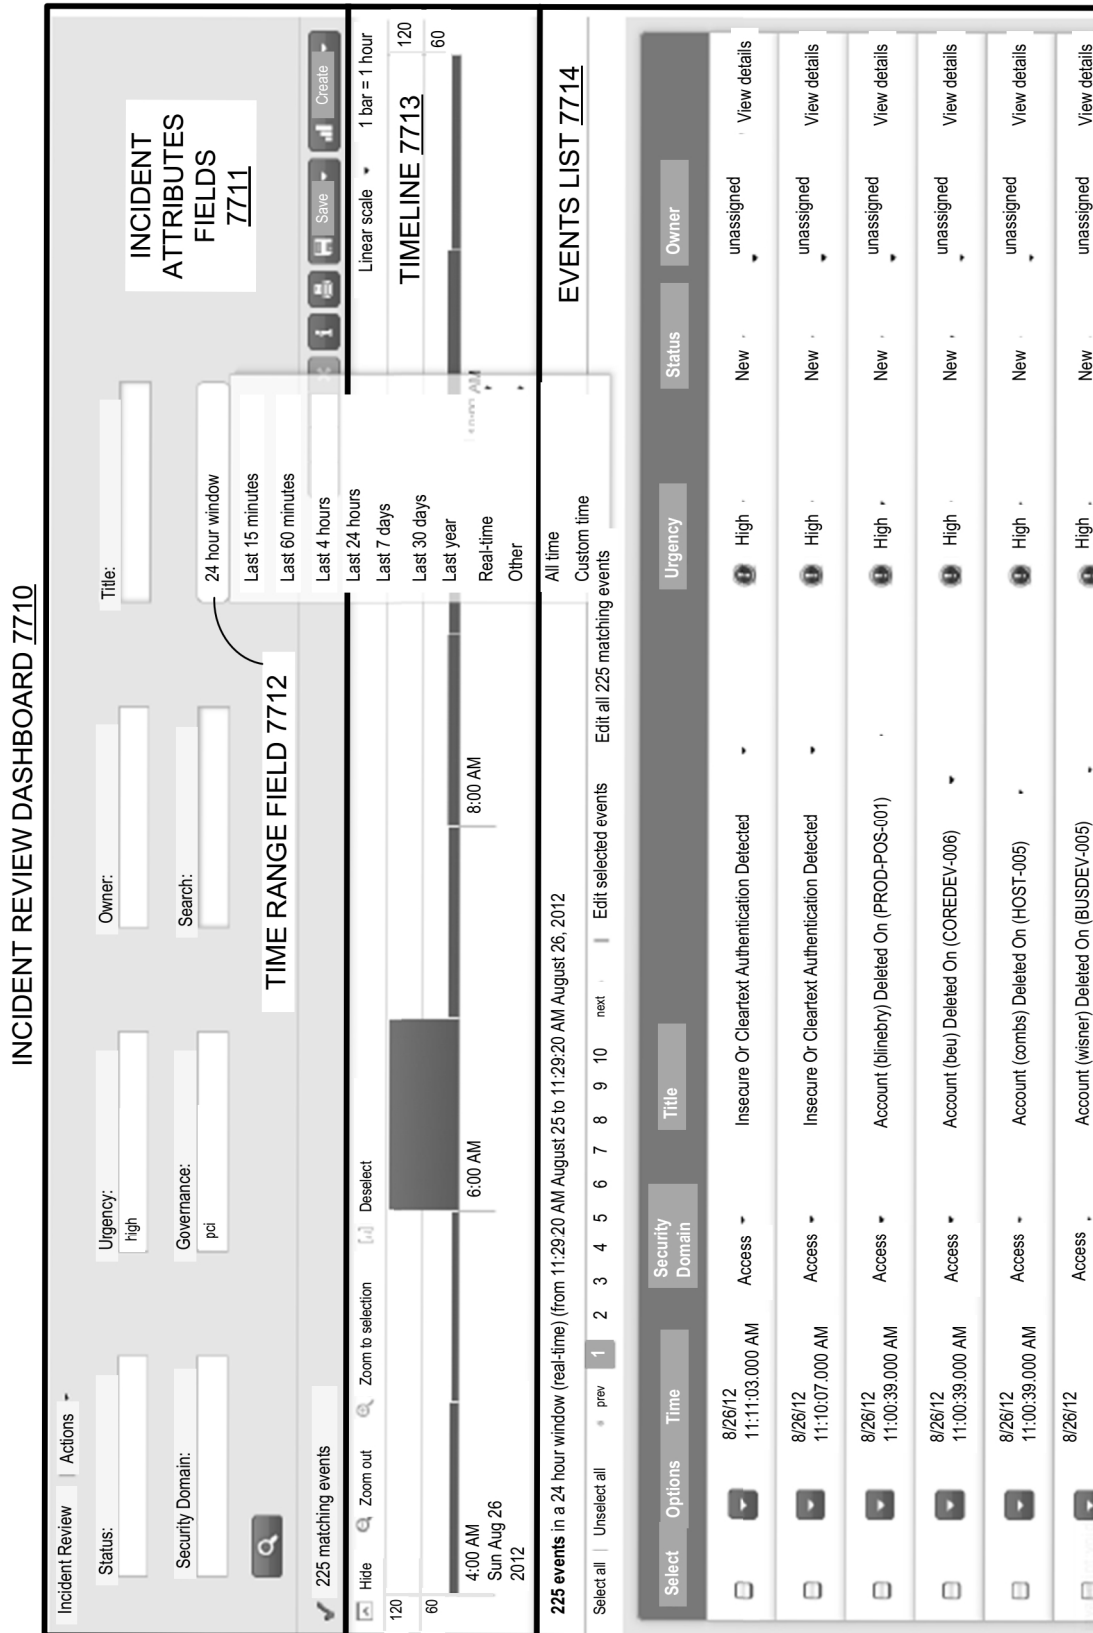 INCIDENT REVIEW DASHBOARD 7710
Incident Review | Actions
Status:
Urgency:
high
Owner:
Title:
Security Domain:
Governance:
pci
Search:
24 hour window
INCIDENT
ATTRIBUTES
FIELDS
7711
TIME RANGE FIELD 7712
Last 15 minutes
Last 60 minutes
Last 4 hours
Last 24 hours
Last 7 days
Last 30 days
Last year
Real-time
Other
All time
Custom time
225 matching events
Save
Create
Hide
Zoom out
Zoom to selection
Deselect
Linear scale
1 bar = 1 hour
TIMELINE 7713
120
60
120
60
4:00 AM
Sun Aug 26
2012
6:00 AM
8:00 AM
10:00 AM
225 events in a 24 hour window (real-time) (from 11:29:20 AM August 25 to 11:29:20 AM August 26, 2012
EVENTS LIST 7714
Select all | Unselect all « prev 1 2 3 4 5 6 7 8 9 10 next | Edit selected events Edit all 225 matching events
Select Options Time Security Domain Title Urgency Status Owner
8/26/12
11:11:03.000 AM Access Insecure Or Cleartext Authentication Detected High New unassigned View details
8/26/12
11:10:07.000 AM Access Insecure Or Cleartext Authentication Detected High New unassigned View details
8/26/12
11:00:39.000 AM Access Account (blinebry) Deleted On (PROD-POS-001) High New unassigned View details
8/26/12
11:00:39.000 AM Access Account (beu) Deleted On (COREDEV-006) High New unassigned View details
8/26/12
11:00:39.000 AM Access Account (combs) Deleted On (HOST-005) High New unassigned View details
8/26/12
Access Account (wisner) Deleted On (BUSDEV-005) High New unassigned View details